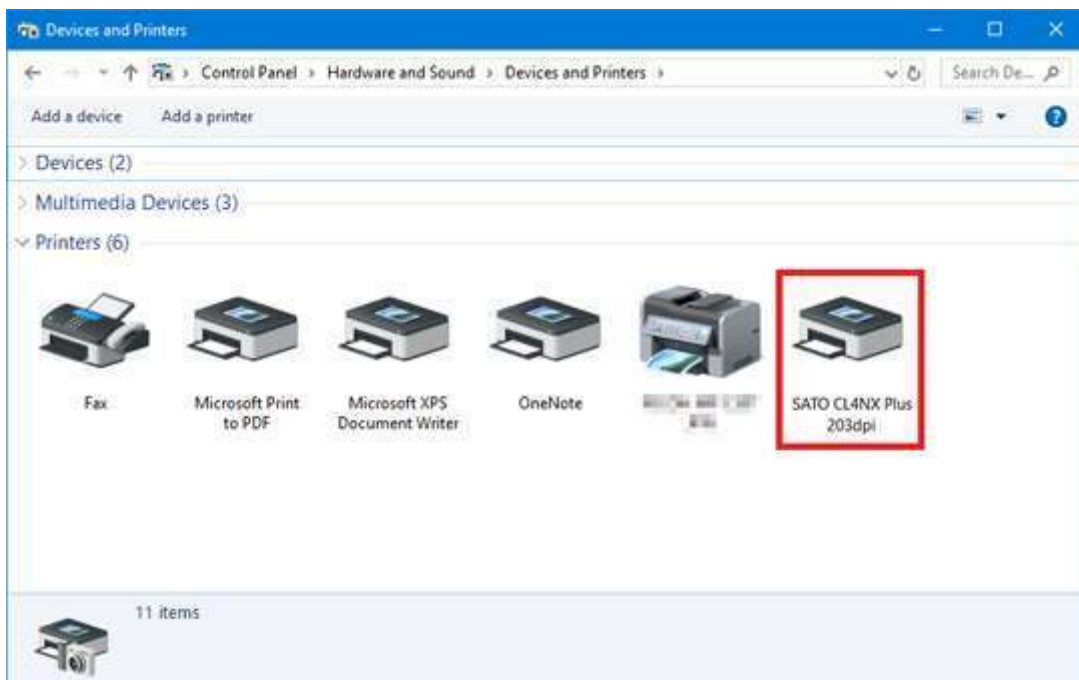 Devices and Printers
Control Panel > Hardware and Sound > Devices and Printers >
Search De...
Add a device Add a printer
Devices (2)
Multimedia Devices (3)
Printers (6)
Fax
Microsoft Print
to PDF
Microsoft XPS
Document Writer
OneNote
SATO CL4NX Plus
203dpi
11 items